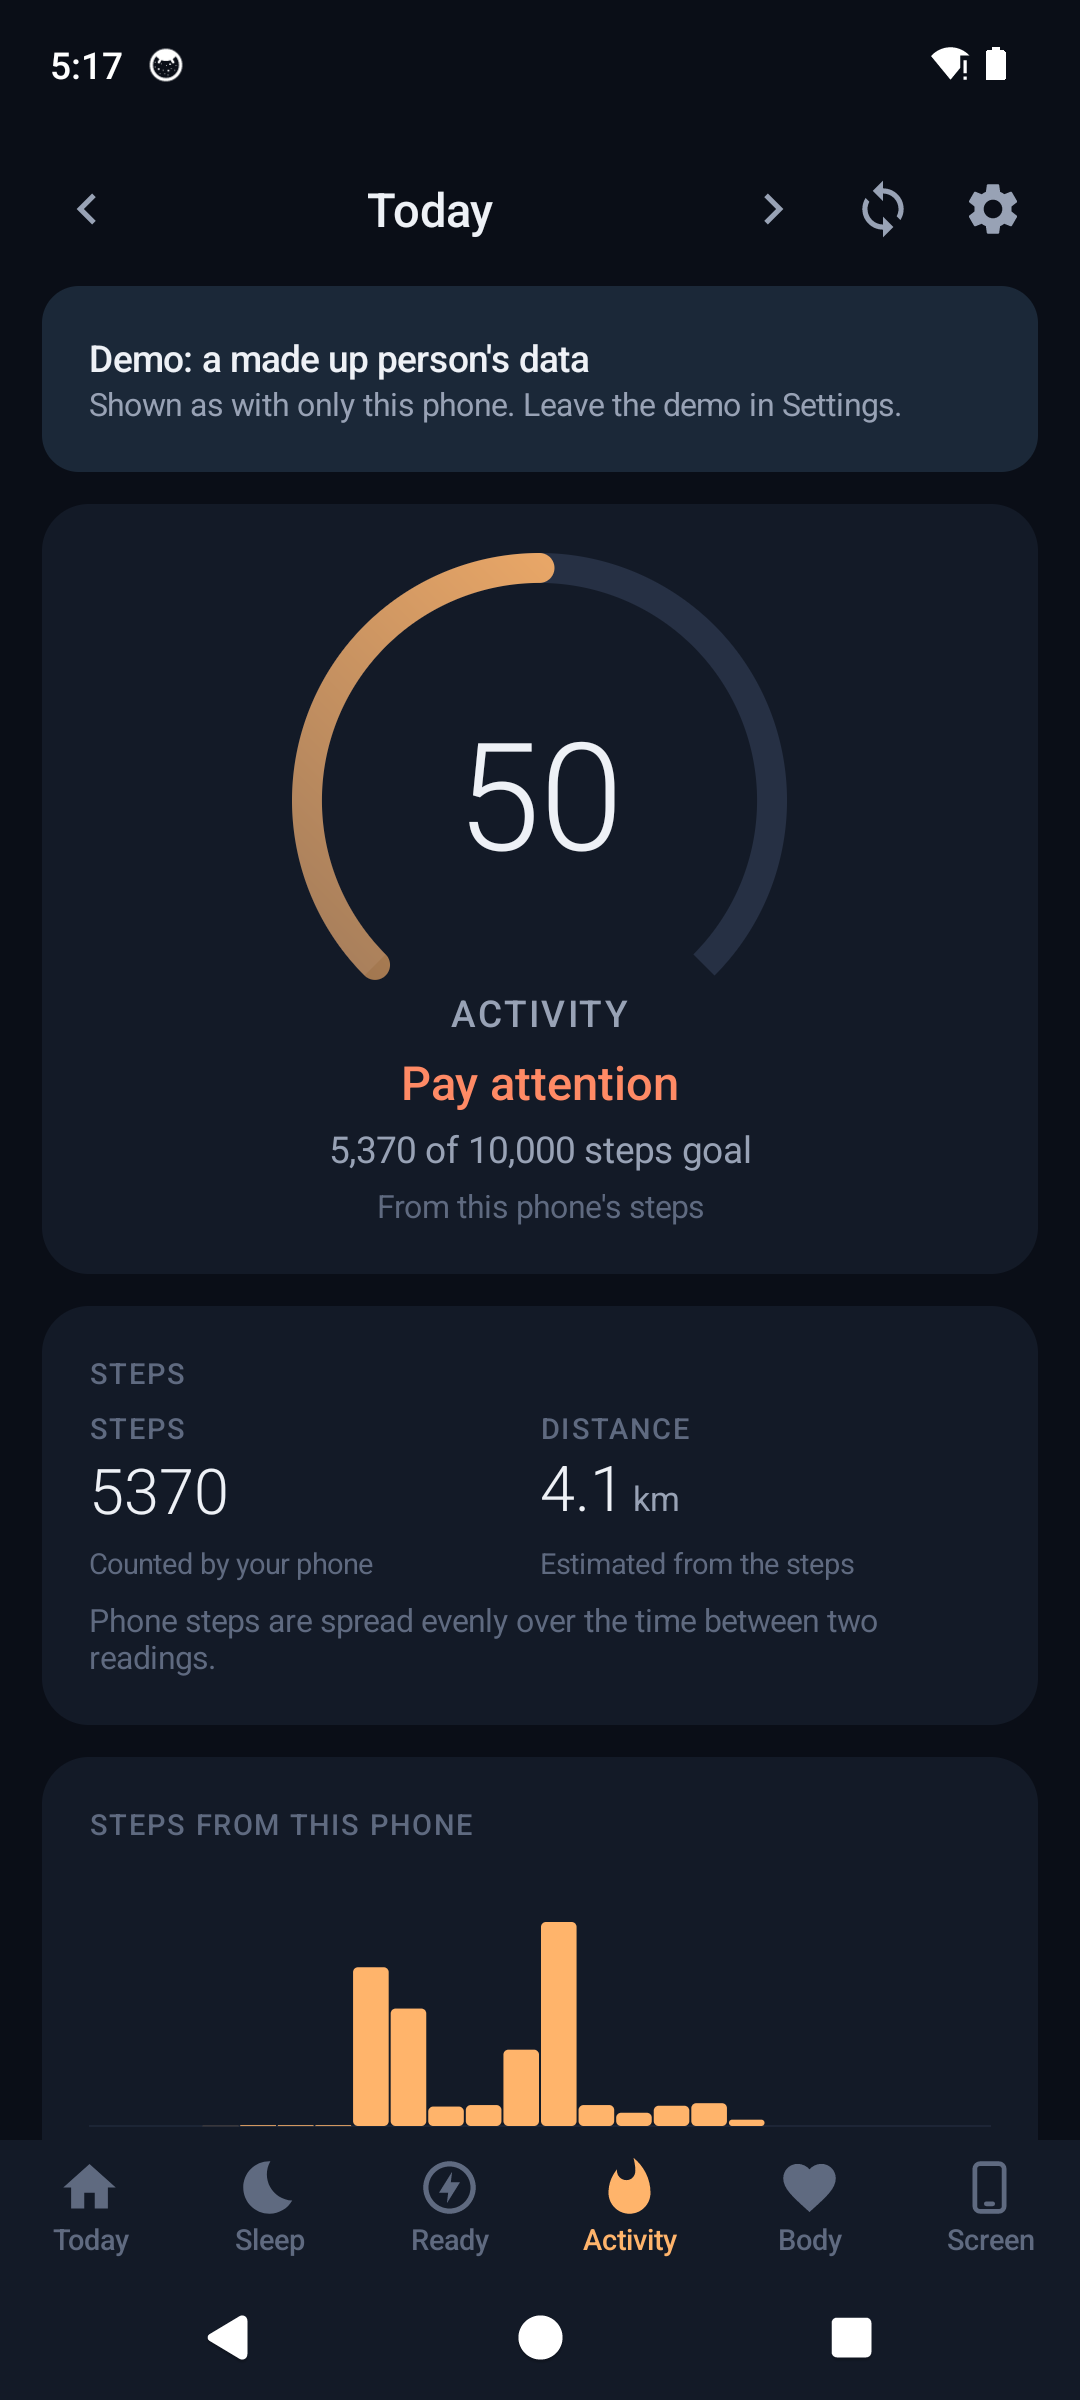 5:17
Today
Demo: a made up person's data
Shown as with only this phone. Leave the demo in Settings.
50
ACTIVITY
Pay attention
5,370 of 10,000 steps goal
From this phone's steps
STEPS
STEPS
DISTANCE
5370
4.1 km
Counted by your phone
Estimated from the steps
Phone steps are spread evenly over the time between two
readings.
STEPS FROM THIS PHONE
Today
Sleep
Ready
Activity
Body
Screen